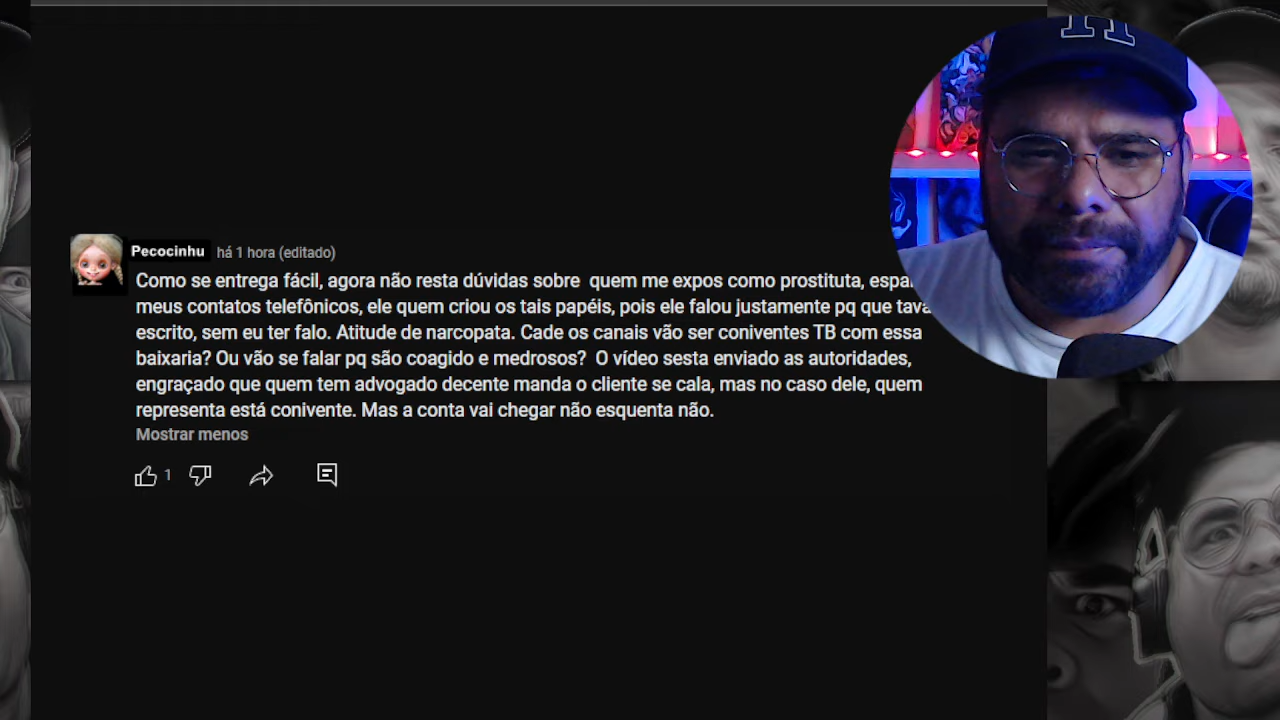 Pecocinhu há 1 hora (editado)
Como se entrega fácil, agora não resta dúvidas sobre quem me expos como prostituta,
meus contatos telefônicos, ele quem criou os tais papéis, pois ele falou justamente pq que tava
escrito, sem eu ter falo. Atitude de narcopata. Cade os canais vão ser coniventes TB com essa
baixaria? Ou vão se falar pq são coagido e medrosos? O vídeo sesta enviado as autoridades,
engraçado que quem tem advogado decente manda o cliente se cala, mas no caso dele, quem
representa está conivente. Mas a conta vai chegar não esquenta não.
Mostrar menos
1